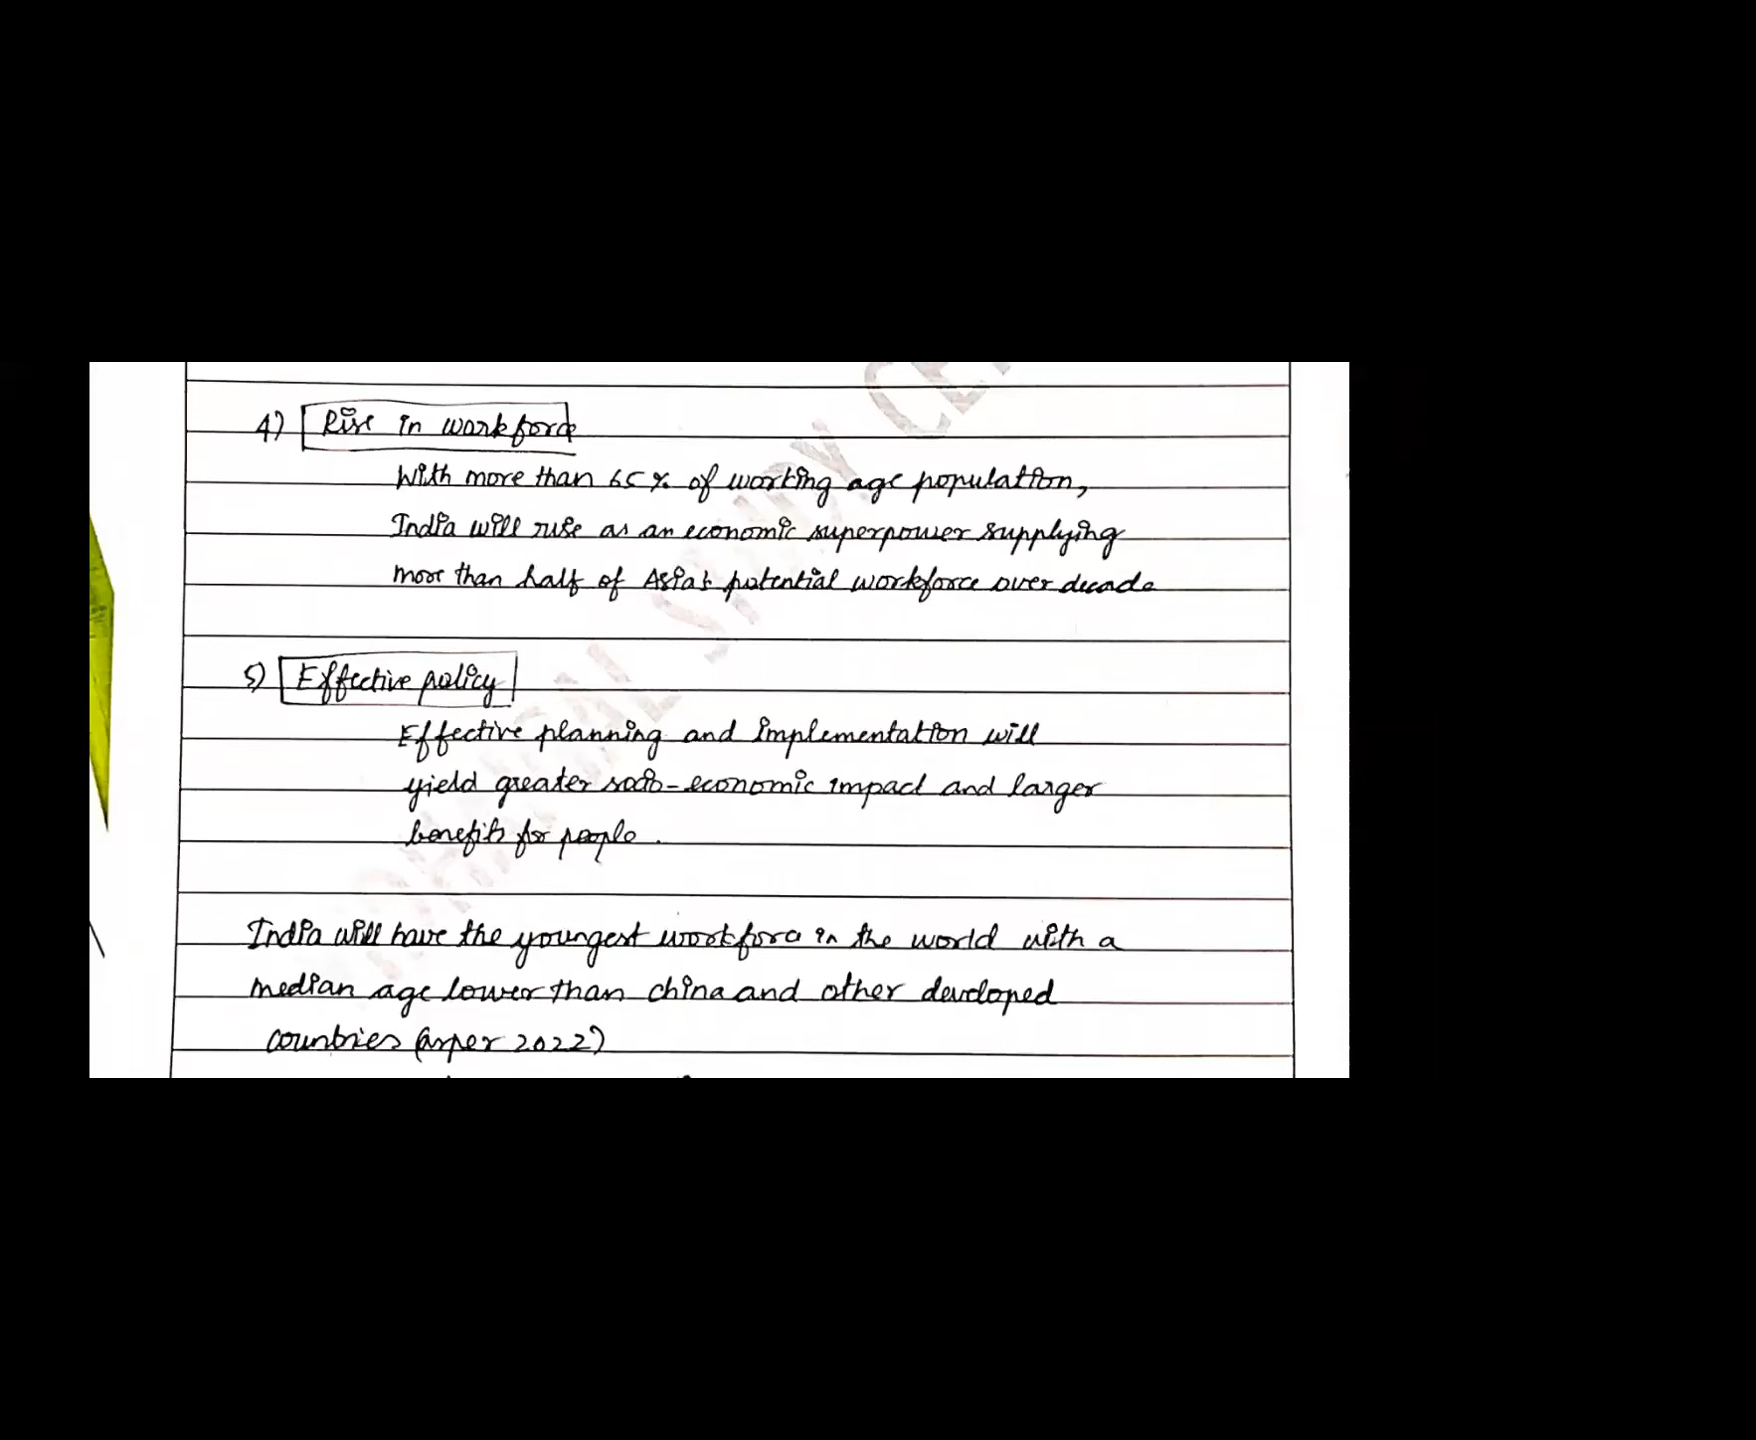 4) Rise in workforce
With more than 65% of working age population,
India will rise as an economic superpower supplying
more than half of Asia's potential workforce over decade
5) Effective policy
Effective planning and implementation will
yield greater socio-economic impact and larger
benefits for people.
India will have the youngest workforce in the world with a
median age lower than china and other developed
countries (as per 2022)